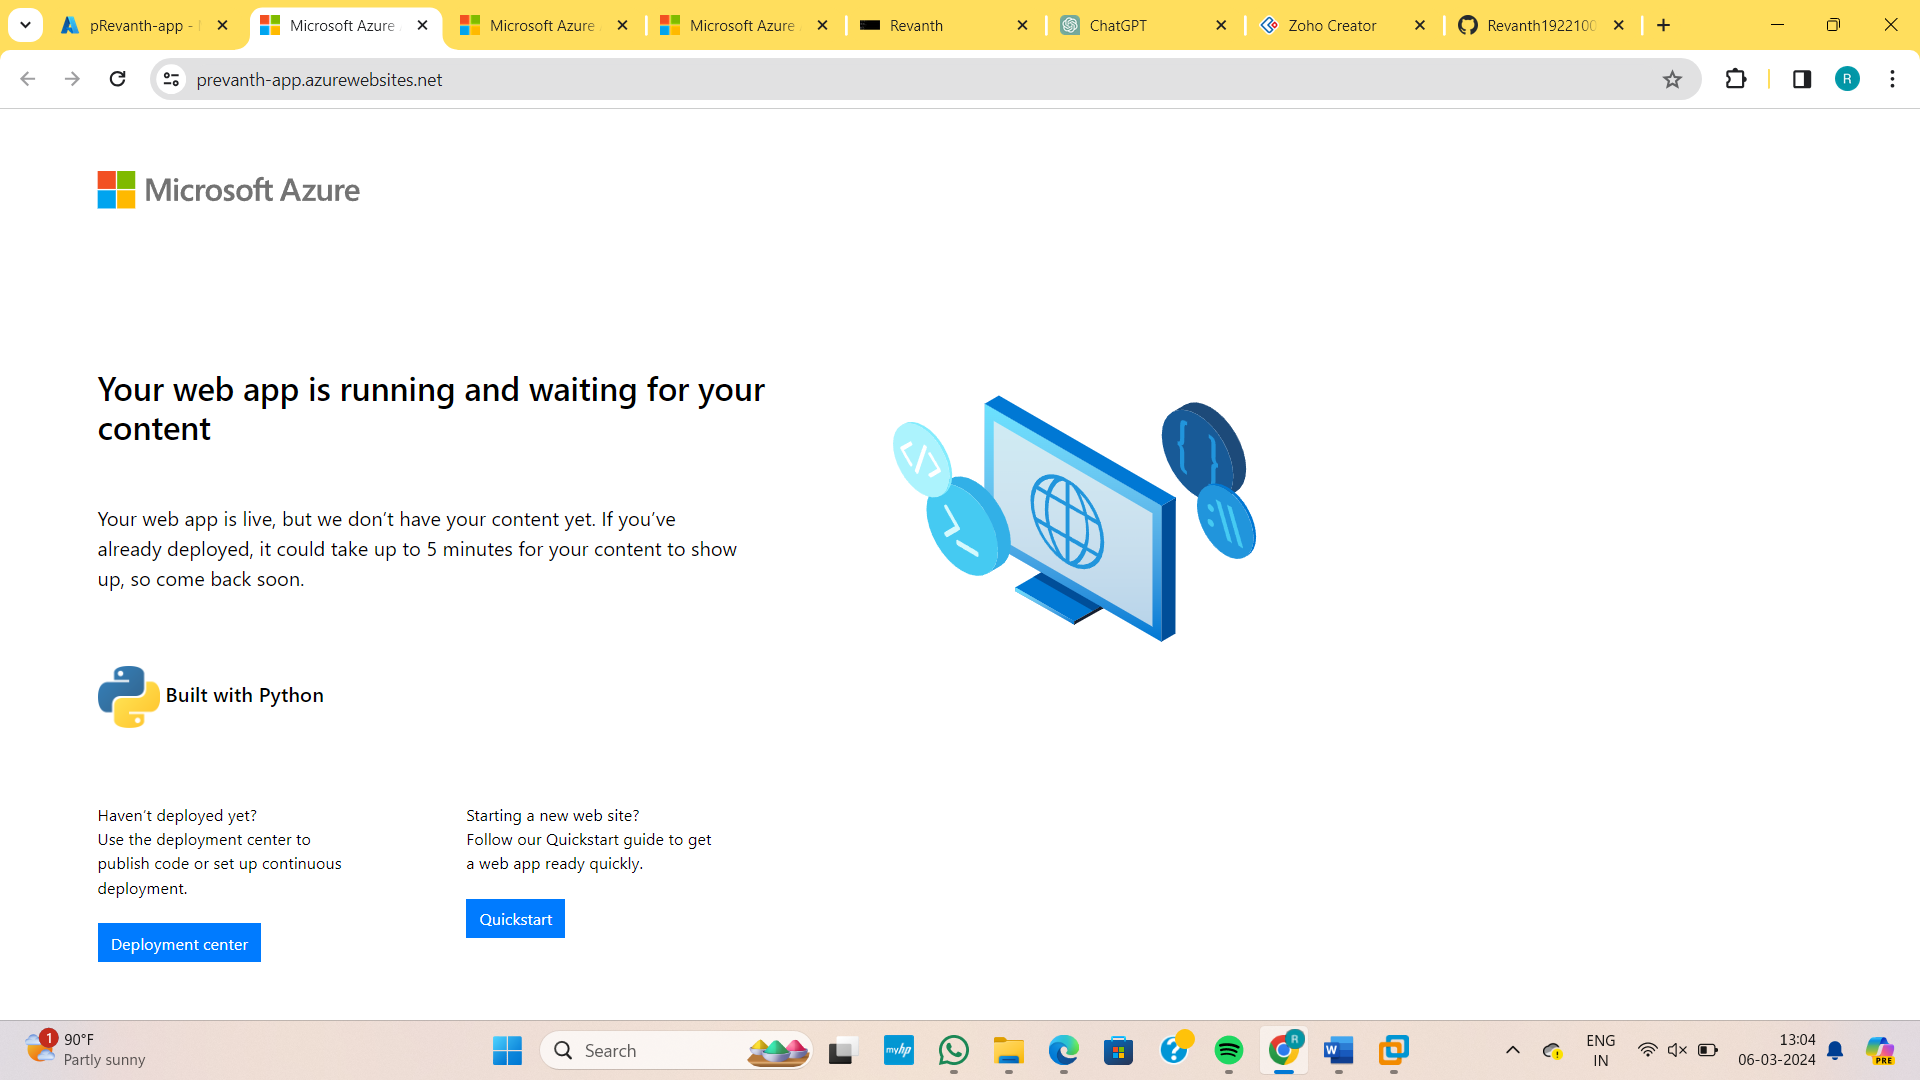 pRevanth-app -
Microsoft Azure
Microsoft Azure
Microsoft Azure
Revanth
ChatGPT
Zoho Creator
Revanth1922100
prevanth-app.azurewebsites.net
R
Microsoft Azure
Your web app is running and waiting for your
content
Your web app is live, but we don't have your content yet. If you've
already deployed, it could take up to 5 minutes for your content to show
up, so come back soon.
Built with Python
Haven't deployed yet?
Use the deployment center to
publish code or set up continuous
deployment.
Deployment center
Starting a new web site?
Follow our Quickstart guide to get
a web app ready quickly.
Quickstart
1
90°F
Partly sunny
Search
myhp
R
W
ENG
IN
13:04
06-03-2024
PRE